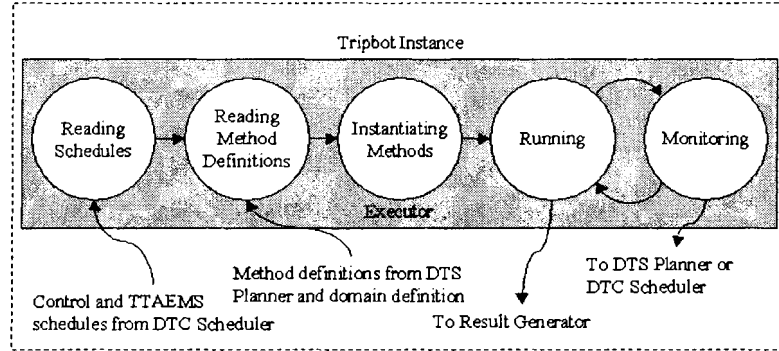 Tripbot Instance
Reading
Schedules
Reading
Method
Definitions
Instantiating
Methods
Running
Monitoring
Executor
Control and TTAEMS
schedules from DTC Scheduler
Method definitions from DTS
Planner and domain definition
To Result Generator
To DTS Planner or
DTC Scheduler